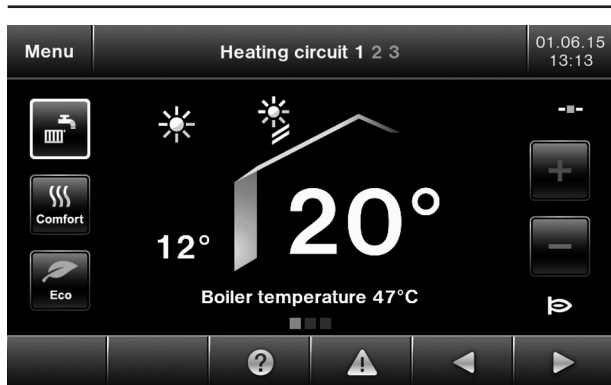 Menu
Heating circuit 1 2 3
01.06.15
13:13
Comfort
Eco
12°
20°
Boiler temperature 47°C